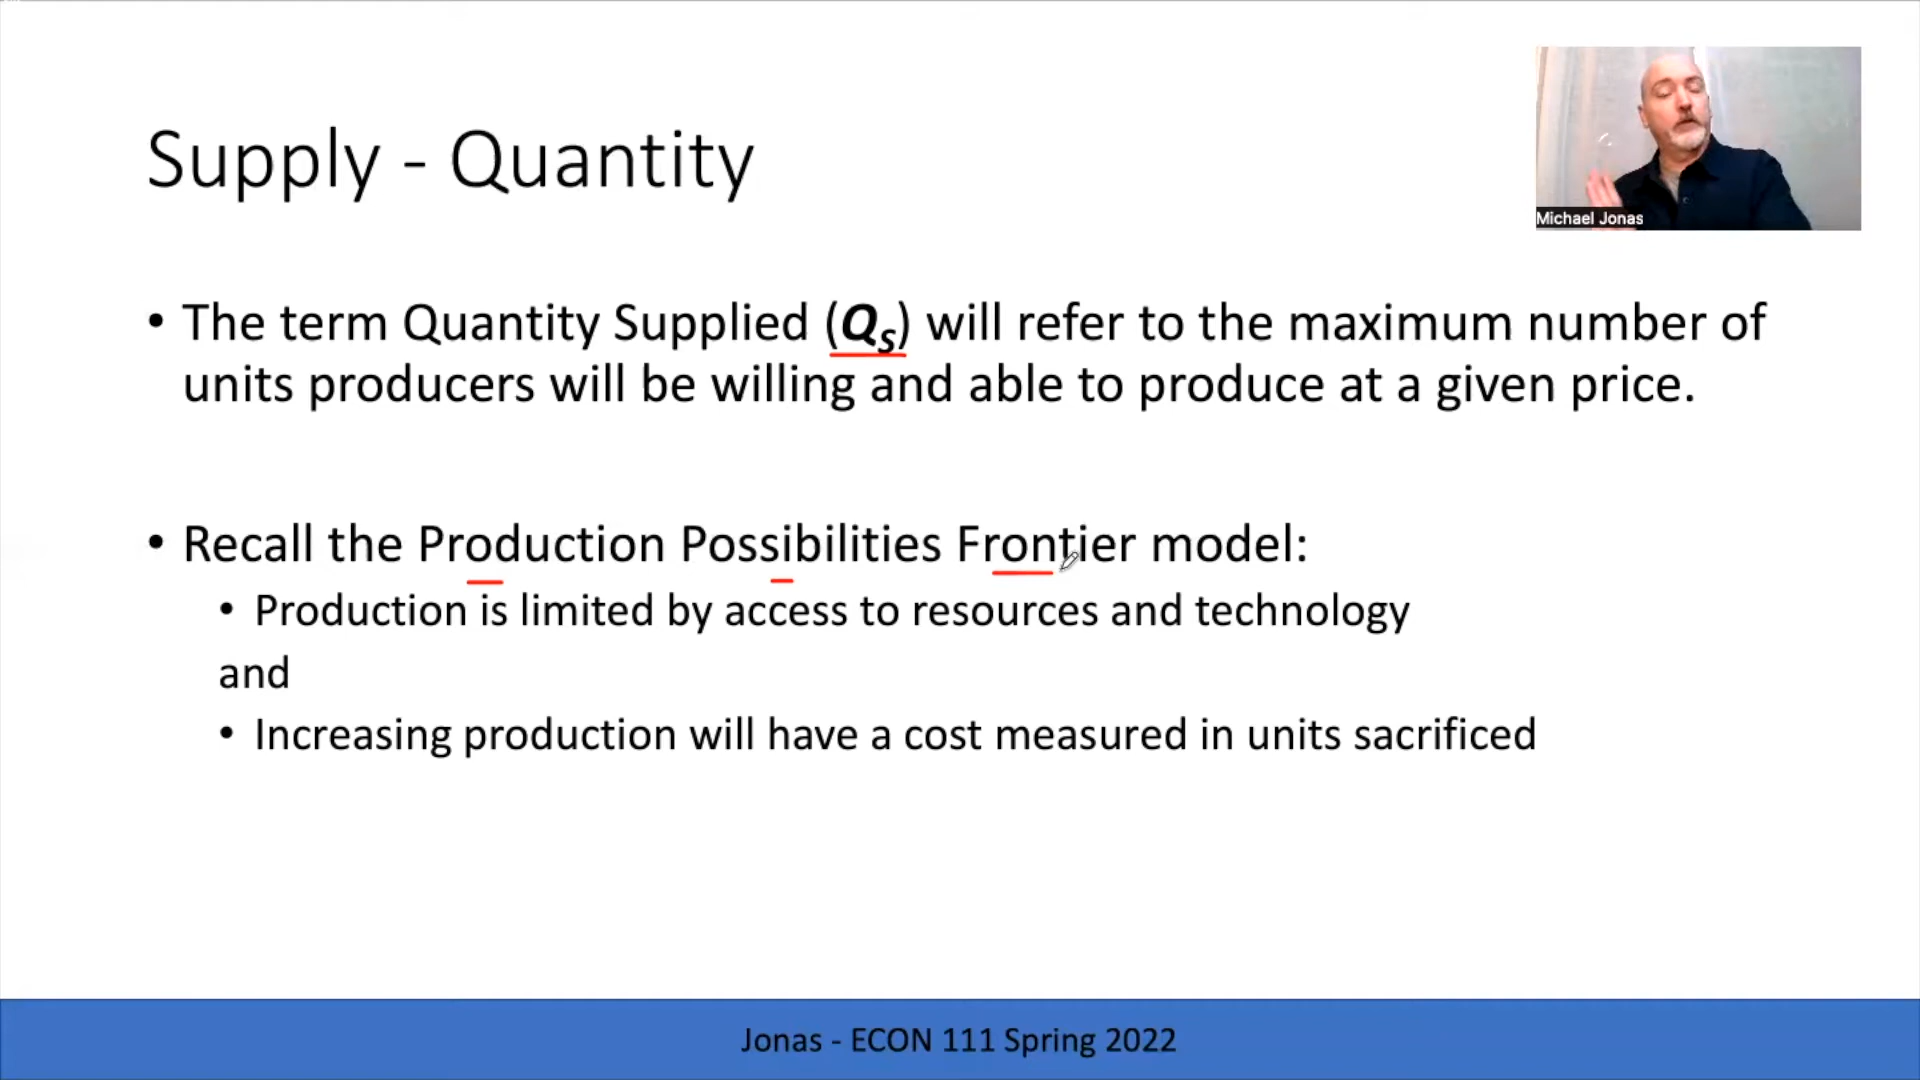 Supply - Quantity
Michael Jonas
• The term Quantity Supplied (Qs) will refer to the maximum number of
units producers will be willing and able to produce at a given price.
• Recall the Production Possibilities Frontier model:
• Production is limited by access to resources and technology
and
• Increasing production will have a cost measured in units sacrificed
Jonas - ECON 111 Spring 2022